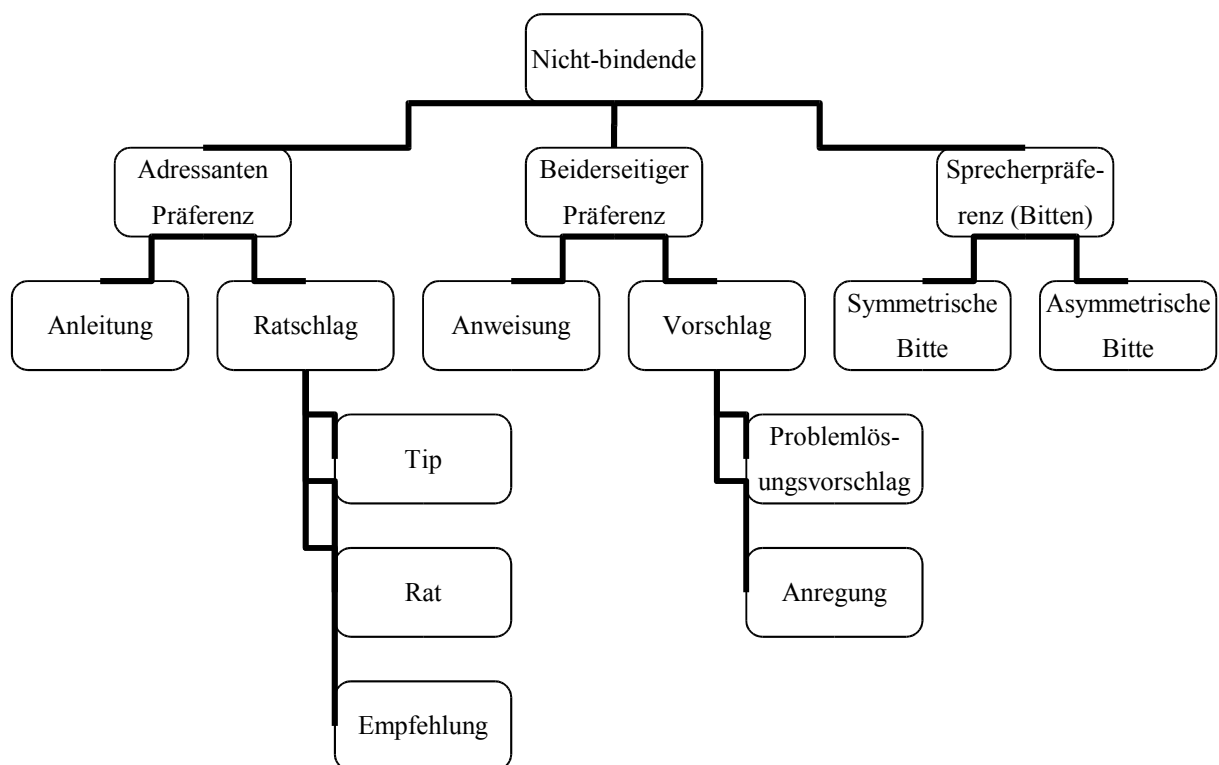 Nicht-bindende
Adressanten
Präferenz
Beiderseitiger
Präferenz
Sprecherpräfe-
renz (Bitten)
Anleitung
Ratschlag
Anweisung
Vorschlag
Symmetrische
Bitte
Asymmetrische
Bitte
Tip
Rat
Empfehlung
Problemlös-
ungsvorschlag
Anregung